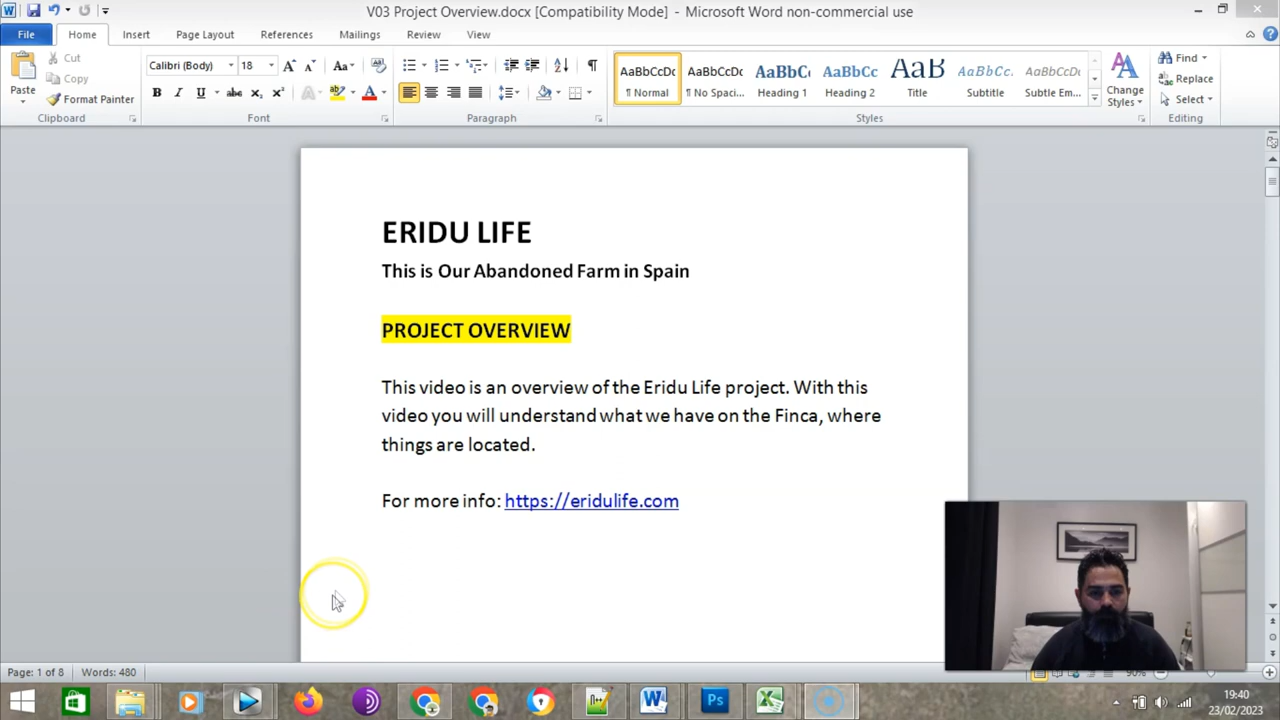 V03 Project Overview.docx [Compatibility Mode] - Microsoft Word non-commercial use
File Home Insert Page Layout References Mailings Review View
Paste
Cut
Copy
Format Painter
Clipboard
Calibri (Body) 18
Font
Paragraph
AaBbCcDc AaBbCcDc AaBbC AaBbCc AaB AaBbCc. AaBbCcDc
¶ Normal ¶ No Spaci... Heading 1 Heading 2 Title Subtitle Subtle Em...
Change
Styles
Styles
Find
Replace
Select
Editing
ERIDU LIFE
This is Our Abandoned Farm in Spain
PROJECT OVERVIEW
This video is an overview of the Eridu Life project. With this
video you will understand what we have on the Finca, where
things are located.
For more info: https://eridulife.com
Page: 1 of 8 Words: 480 90%
19:40
23/02/2023